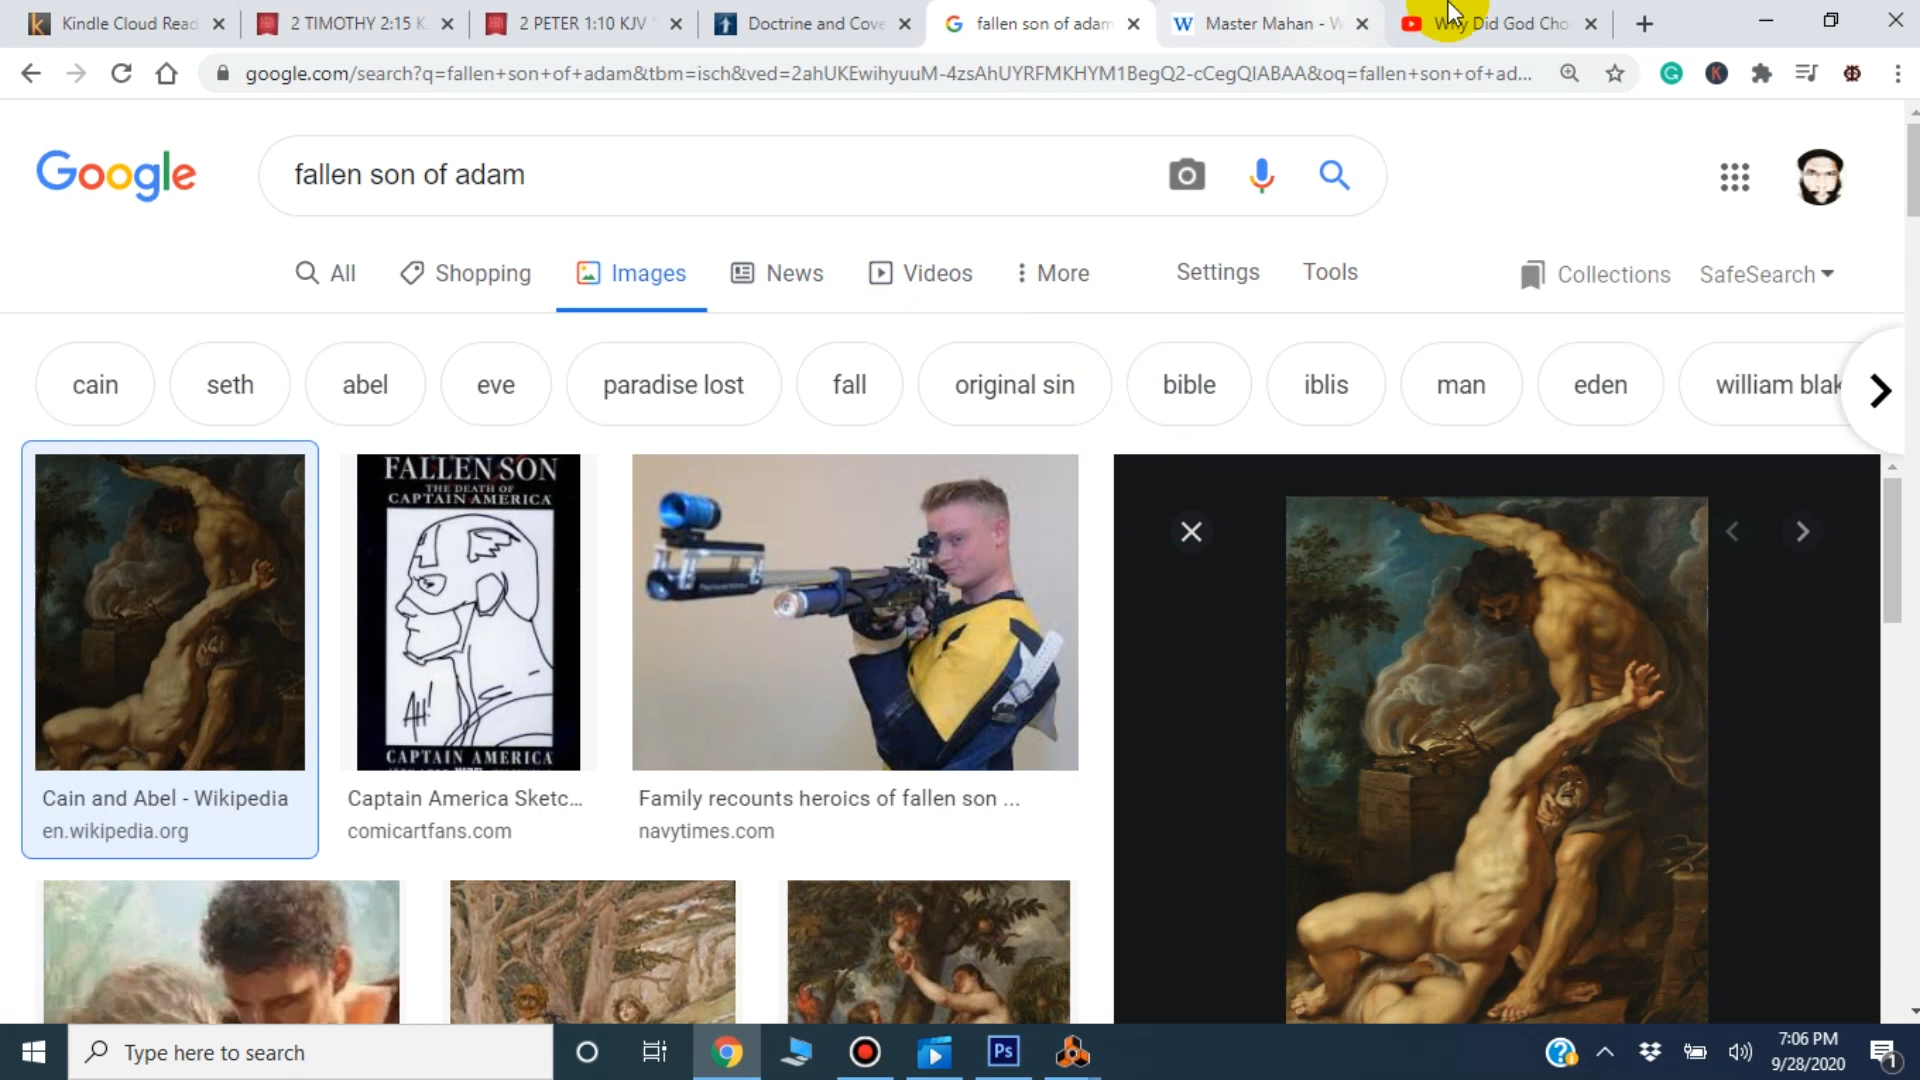 Kindle Cloud Read
2 TIMOTHY 2:15 K
2 PETER 1:10 KJV
Doctrine and Cove
fallen son of adam
Master Mahan - W
Why Did God Cho
google.com/search?q=fallen+son+of+adam&tbm=isch&ved=2ahUKEwihyuuM-4zsAhUYRFMKHYM1BegQ2-cCegQIABAA&oq=fallen+son+of+ad...
Google
fallen son of adam
All
Shopping
Images
News
Videos
More
Settings
Tools
Collections
SafeSearch
cain
seth
abel
eve
paradise lost
fall
original sin
bible
iblis
man
eden
william blak
FALLEN SON
THE DEATH OF
CAPTAIN AMERICA
AH!
CAPTAIN AMERICA
Cain and Abel - Wikipedia
en.wikipedia.org
Captain America Sketc...
comicartfans.com
Family recounts heroics of fallen son ...
navytimes.com
Type here to search
Ps
7:06 PM
9/28/2020
1